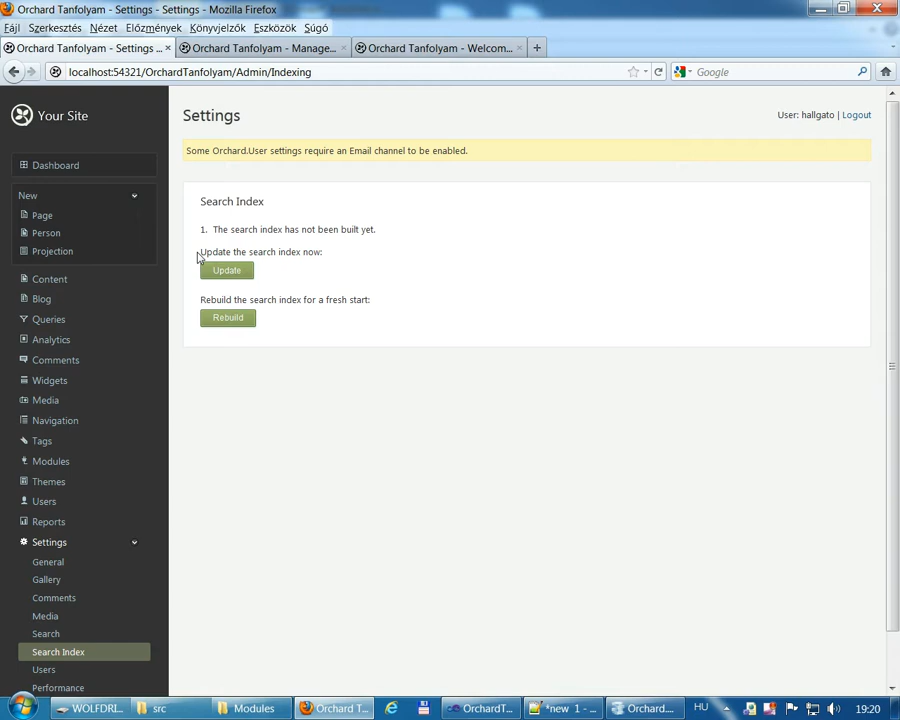 Orchard Tanfolyam - Settings - Settings - Mozilla Firefox
Fájl Szerkesztés Nézet Előzmények Könyvjelzők Eszközök Súgó
Orchard Tanfolyam - Settings ... × Orchard Tanfolyam - Manage... × Orchard Tanfolyam - Welcom... × +
localhost:54321/OrchardTanfolyam/Admin/Indexing Google
Your Site
Settings
User: hallgato | Logout
Some Orchard.User settings require an Email channel to be enabled.
Dashboard
New
Page
Person
Projection
Content
Blog
Queries
Analytics
Comments
Widgets
Media
Navigation
Tags
Modules
Themes
Users
Reports
Settings
General
Gallery
Comments
Media
Search
Search Index
Users
Performance
Search Index
1. The search index has not been built yet.
Update the search index now:
Update
Rebuild the search index for a fresh start:
Rebuild
WOLFDRI... src Modules Orchard T... OrchardT... *new 1 - ... Orchard.... HU 19:20